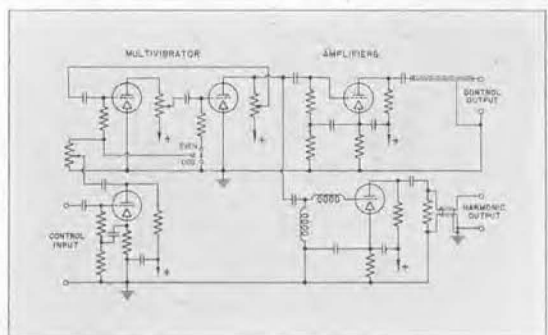 MULTIVIBRATOR
AMPLIFIERS
CONTROL
OUTPUT
EVEN
ODD
CONTROL
INPUT
HARMONIC
OUTPUT